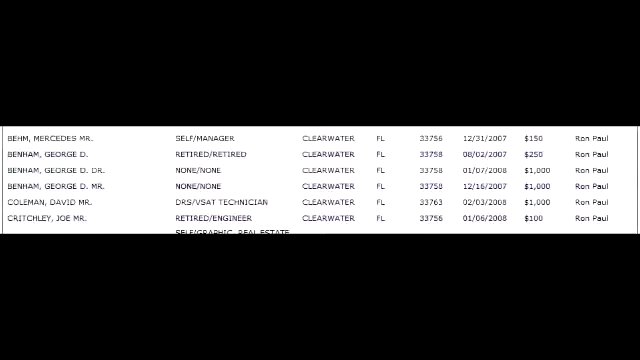 BEHM, MERCEDES MR. SELF/MANAGER CLEARWATER FL 33756 12/31/2007 $150 Ron Paul
BENHAM, GEORGE D. RETIRED/RETIRED CLEARWATER FL 33758 08/02/2007 $250 Ron Paul
BENHAM, GEORGE D. DR. NONE/NONE CLEARWATER FL 33758 01/07/2008 $1,000 Ron Paul
BENHAM, GEORGE D. MR. NONE/NONE CLEARWATER FL 33758 12/16/2007 $1,000 Ron Paul
COLEMAN, DAVID MR. DRS/VSAT TECHNICIAN CLEARWATER FL 33763 02/03/2008 $1,000 Ron Paul
CRITCHLEY, JOE MR. RETIRED/ENGINEER CLEARWATER FL 33756 01/06/2008 $100 Ron Paul
SELF/GRAPHIC, REAL ESTATE